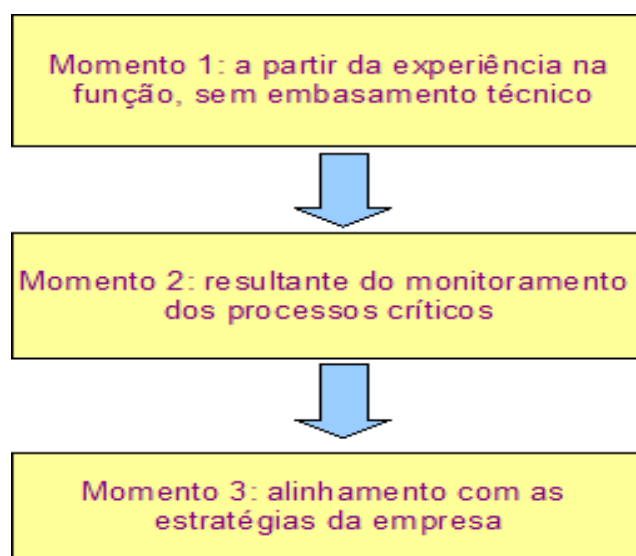 Momento 1: a partir da experiência na
função, sem embasamento técnico
Momento 2: resultante do monitoramento
dos processos críticos
Momento 3: alinhamento com as
estratégias da empresa